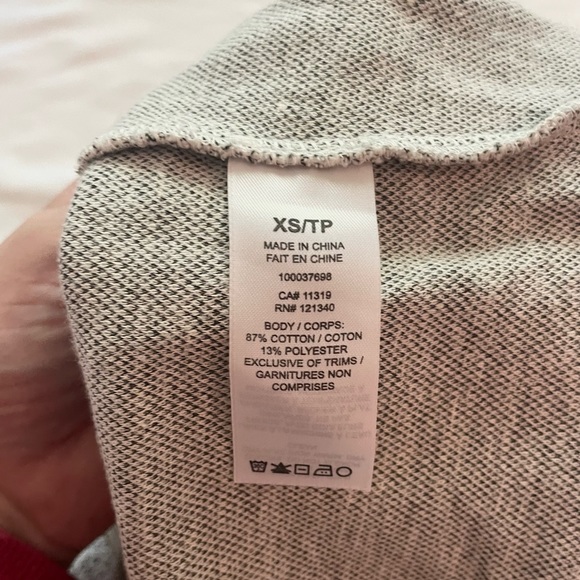 XS/TP
MADE IN CHINA
FAIT EN CHINE
100037698
CA# 11319
RN# 121340
BODY / CORPS:
87% COTTON / COTON
13% POLYESTER
EXCLUSIVE OF TRIMS /
GARNITURES NON
COMPRISES